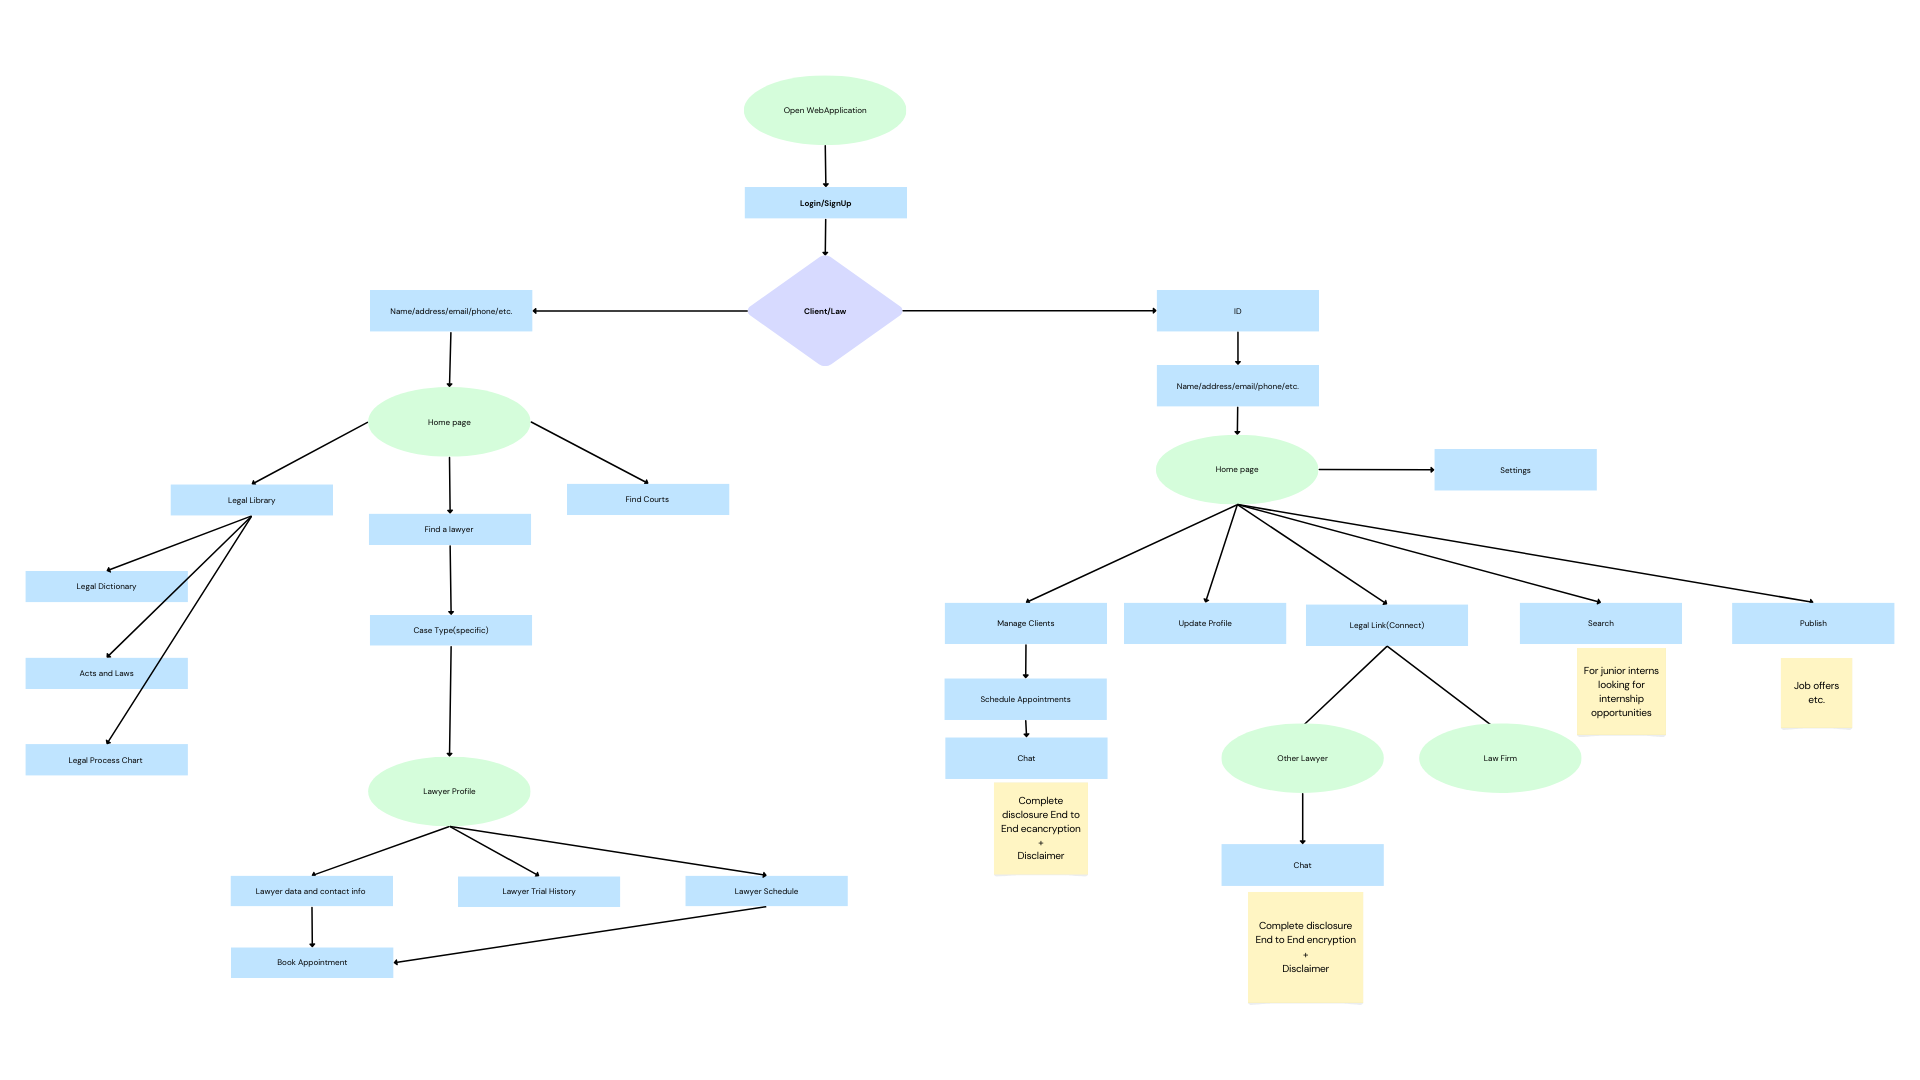 Open WebApplication
Login/SignUp
Client/Law
Name/address/email/phone/etc.
ID
Name/address/email/phone/etc.
Home page
Home page
Settings
Legal Library
Find Courts
Find a lawyer
Legal Dictionary
Case Type(specific)
Manage Clients
Update Profile
Legal Link(Connect)
Search
Publish
Acts and Laws
For junior interns
looking for
internship
opportunities
Job offers
etc.
Schedule Appointments
Legal Process Chart
Chat
Other Lawyer
Law Firm
Lawyer Profile
Complete
disclosure End to
End ecancryption
+
Disclaimer
Chat
Lawyer data and contact info
Lawyer Trial History
Lawyer Schedule
Complete disclosure
End to End encryption
+
Disclaimer
Book Appointment